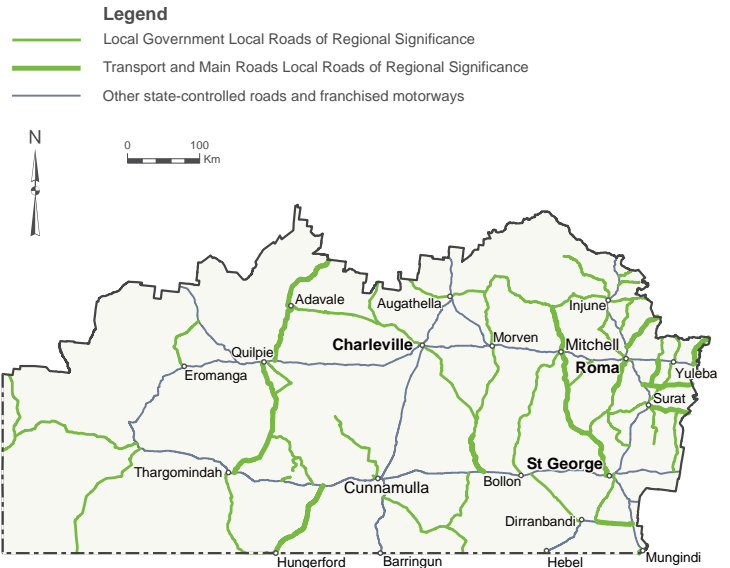 Legend
Local Government Local Roads of Regional Significance
Transport and Main Roads Local Roads of Regional Significance
Other state-controlled roads and franchised motorways
N
0 100
Km
Adavale
Augathella
Injune
Charleville
Morven
Mitchell
Quilpie
Roma
Eromanga
Yuleba
Surat
Thargomindah
St George
Cunnamulla
Bollon
Dirranbandi
Hungerford
Barringun
Hebel
Mungindi